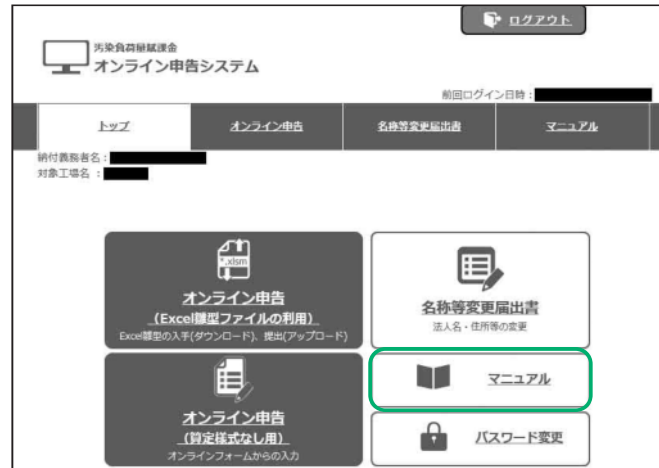 ログアウト
汚染負荷量賦課金
オンライン申告システム
前回ログイン日時：
トップ
オンライン申告
名称等変更届出書
マニュアル
納付義務者名：
対象工場名 ：
*.xlsm
オンライン申告
（Excel雛型ファイルの利用）
Excel雛型の入手(ダウンロード)、提出(アップロード)
名称等変更届出書
法人名・住所等の変更
マニュアル
オンライン申告
（算定様式なし用）
オンラインフォームからの入力
パスワード変更